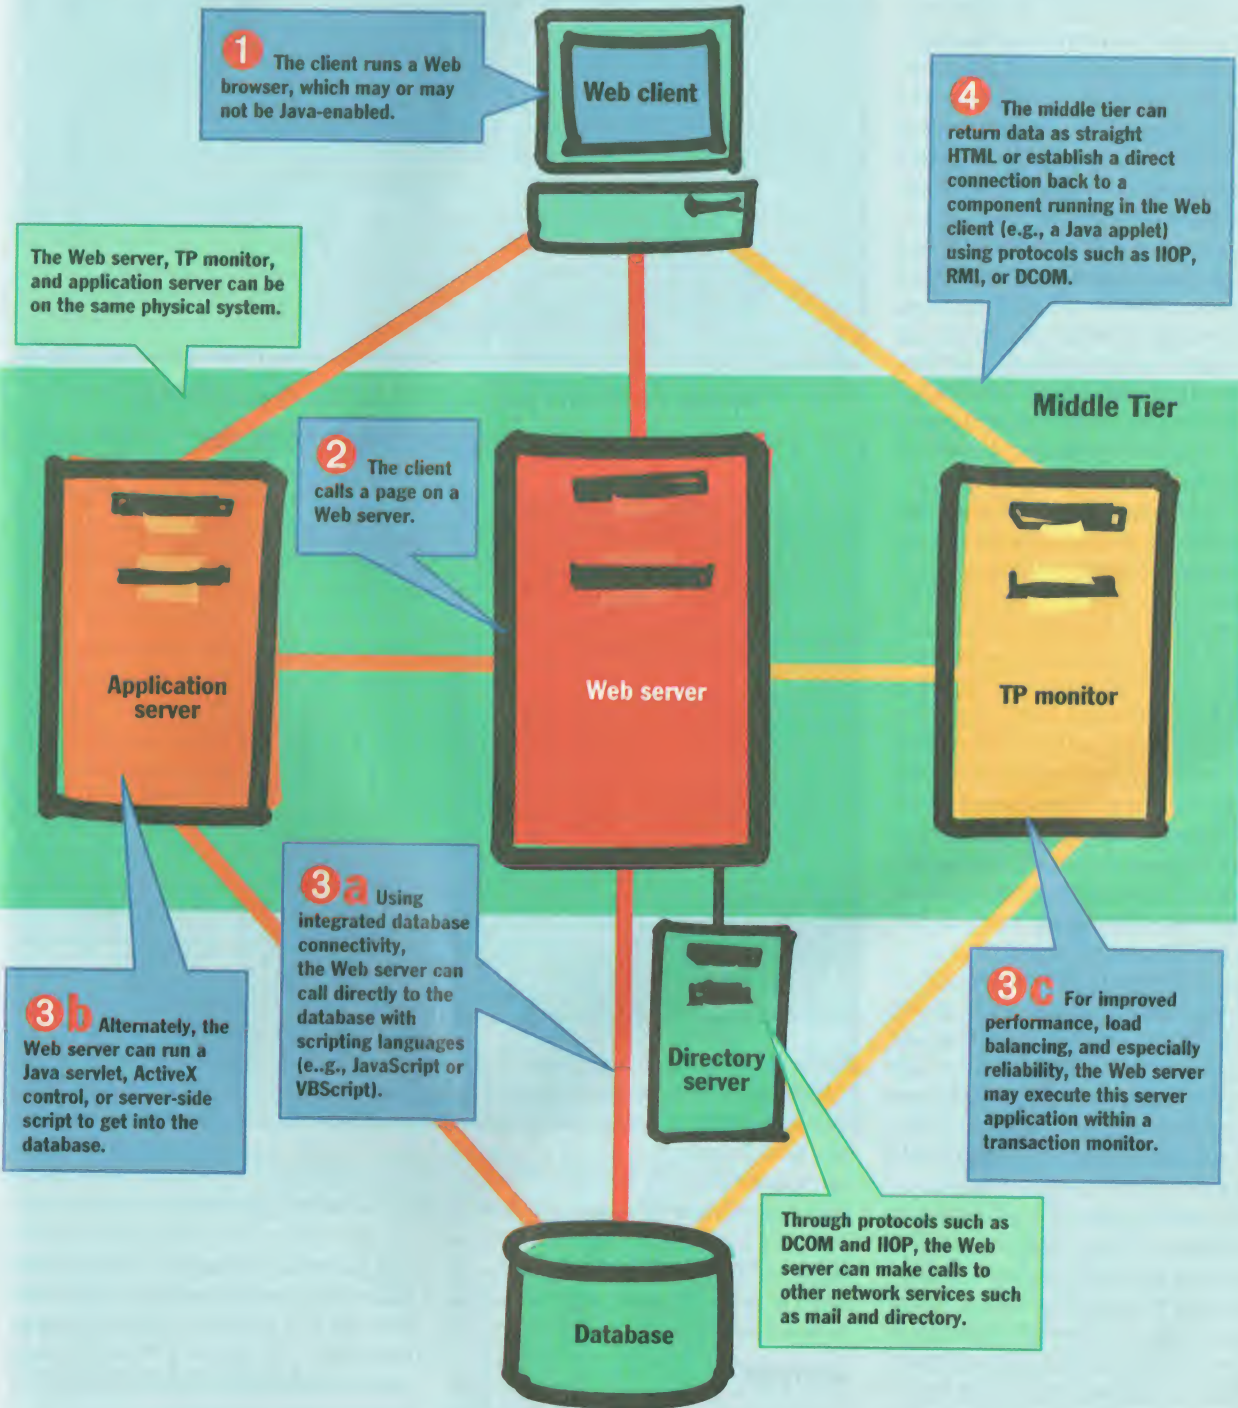 1 The client runs a Web
browser, which may or may
not be Java-enabled.
Web client
4 The middle tier can
return data as straight
HTML or establish a direct
connection back to a
component running in the Web
client (e.g., a Java applet)
using protocols such as IIOP,
RMI, or DCOM.
The Web server, TP monitor,
and application server can be
on the same physical system.
Middle Tier
2 The client
calls a page on a
Web server.
Application
server
Web server
TP monitor
3a Using
integrated database
connectivity,
the Web server can
call directly to the
database with
scripting languages
(e..g., JavaScript or
VBScript).
3b Alternately, the
Web server can run a
Java servlet, ActiveX
control, or server-side
script to get into the
database.
Directory
server
3c For improved
performance, load
balancing, and especially
reliability, the Web server
may execute this server
application within a
transaction monitor.
Through protocols such as
DCOM and IIOP, the Web
server can make calls to
other network services such
as mail and directory.
Database